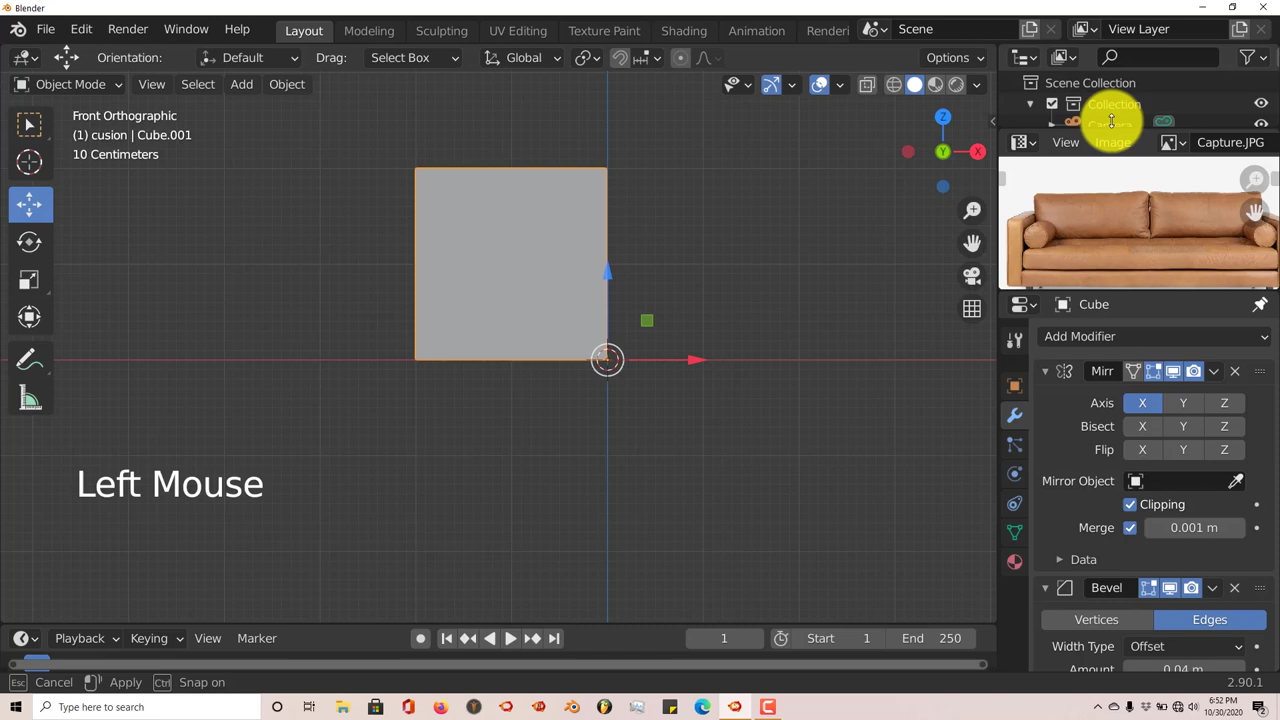 Blender
File Edit Render Window Help Layout Modeling Sculpting UV Editing Texture Paint Shading Animation Renderi Scene View Layer
Orientation: Default Drag: Select Box Global Options
Object Mode View Select Add Object
Scene Collection
Collection
Camera
Front Orthographic
(1) cusion | Cube.001
10 Centimeters
Z
X
Y
View Image Capture.JPG
Cube
Add Modifier
Mirr
Axis X Y Z
Bisect X Y Z
Flip X Y Z
Mirror Object
Clipping
Merge 0.001 m
Data
Bevel
Vertices Edges
Width Type Offset
Amount 0.04 m
Left Mouse
Playback Keying View Marker 1 Start 1 End 250
Esc Cancel Apply Ctrl Snap on 2.90.1
Type here to search
6:52 PM
10/30/2020
2